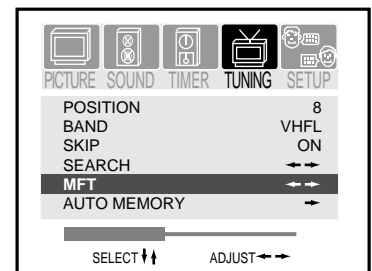 PICTURE SOUND TIMER TUNING SETUP
POSITION 8
BAND VHFL
SKIP ON
SEARCH
MFT
AUTO MEMORY
SELECT ADJUST